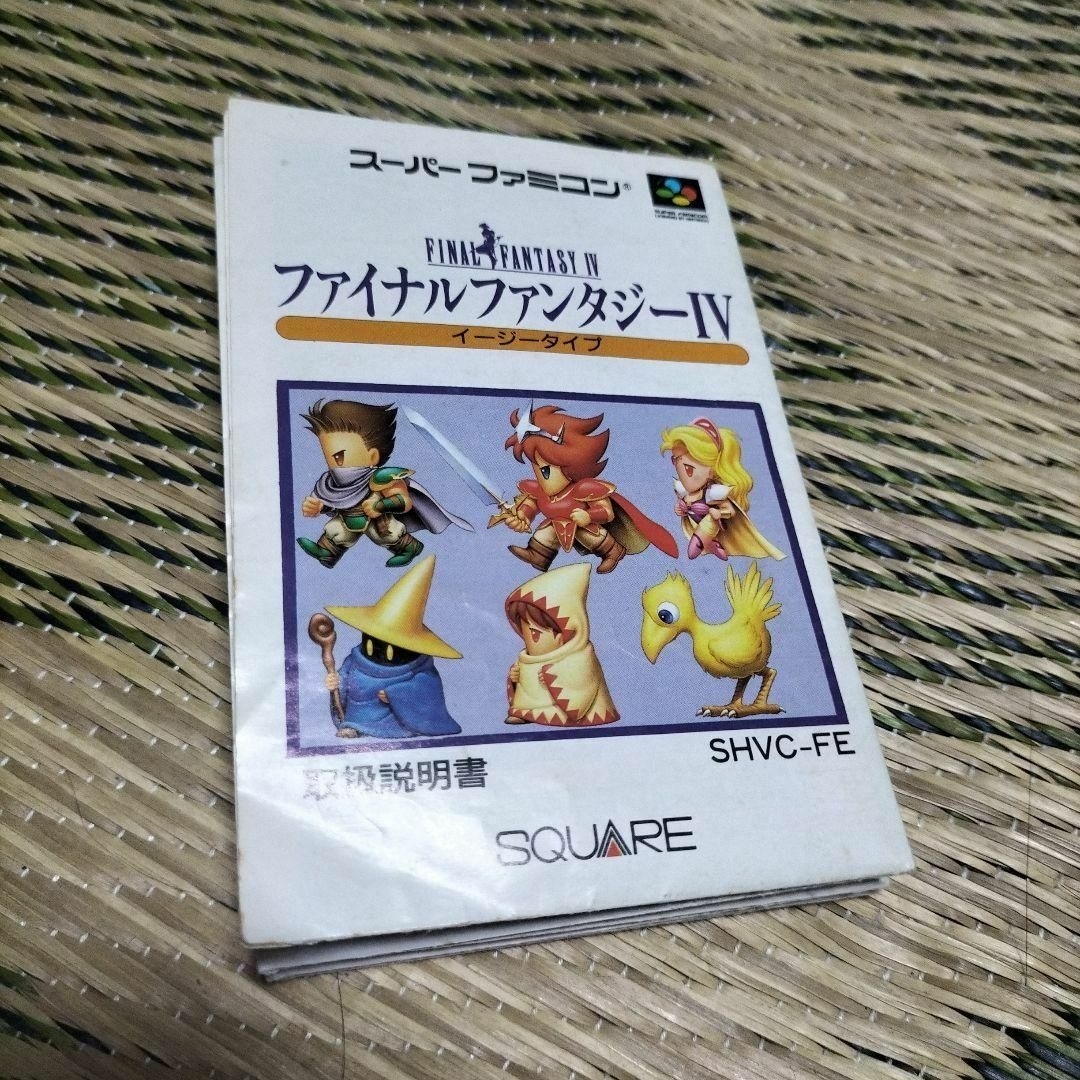 スーパーファミコン®
SUPER FAMICOM
FINAL FANTASY IV
ファイナルファンタジーIV
イージータイプ
SHVC-FE
取扱説明書
SQUARE